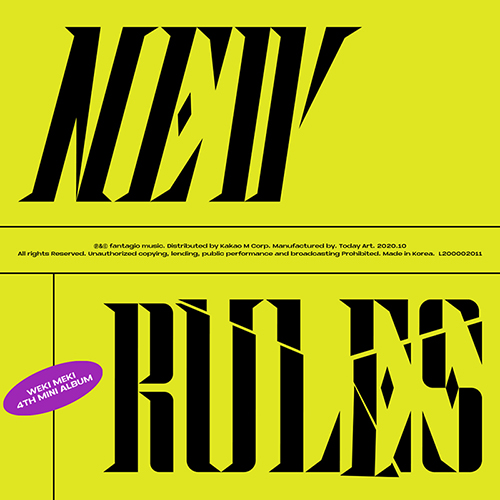 NEW
℗&© fantagio music. Distributed by Kakao M Corp. Manufactured by. Today Art. 2020.10
All rights Reserved. Unauthorized copying, lending, public performance and broadcasting Prohibited. Made in Korea. L200002011
RULES
WEKI MEKI
4TH MINI ALBUM